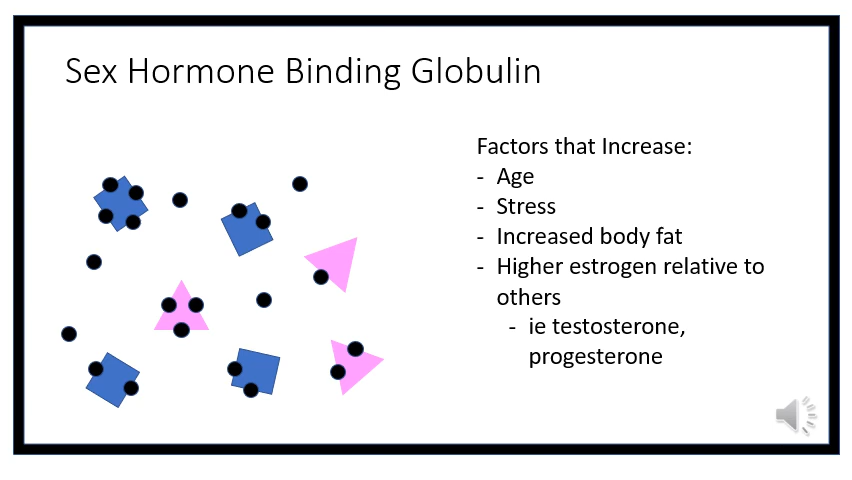 Sex Hormone Binding Globulin
Factors that Increase:
- Age
- Stress
- Increased body fat
- Higher estrogen relative to
others
- ie testosterone,
progesterone